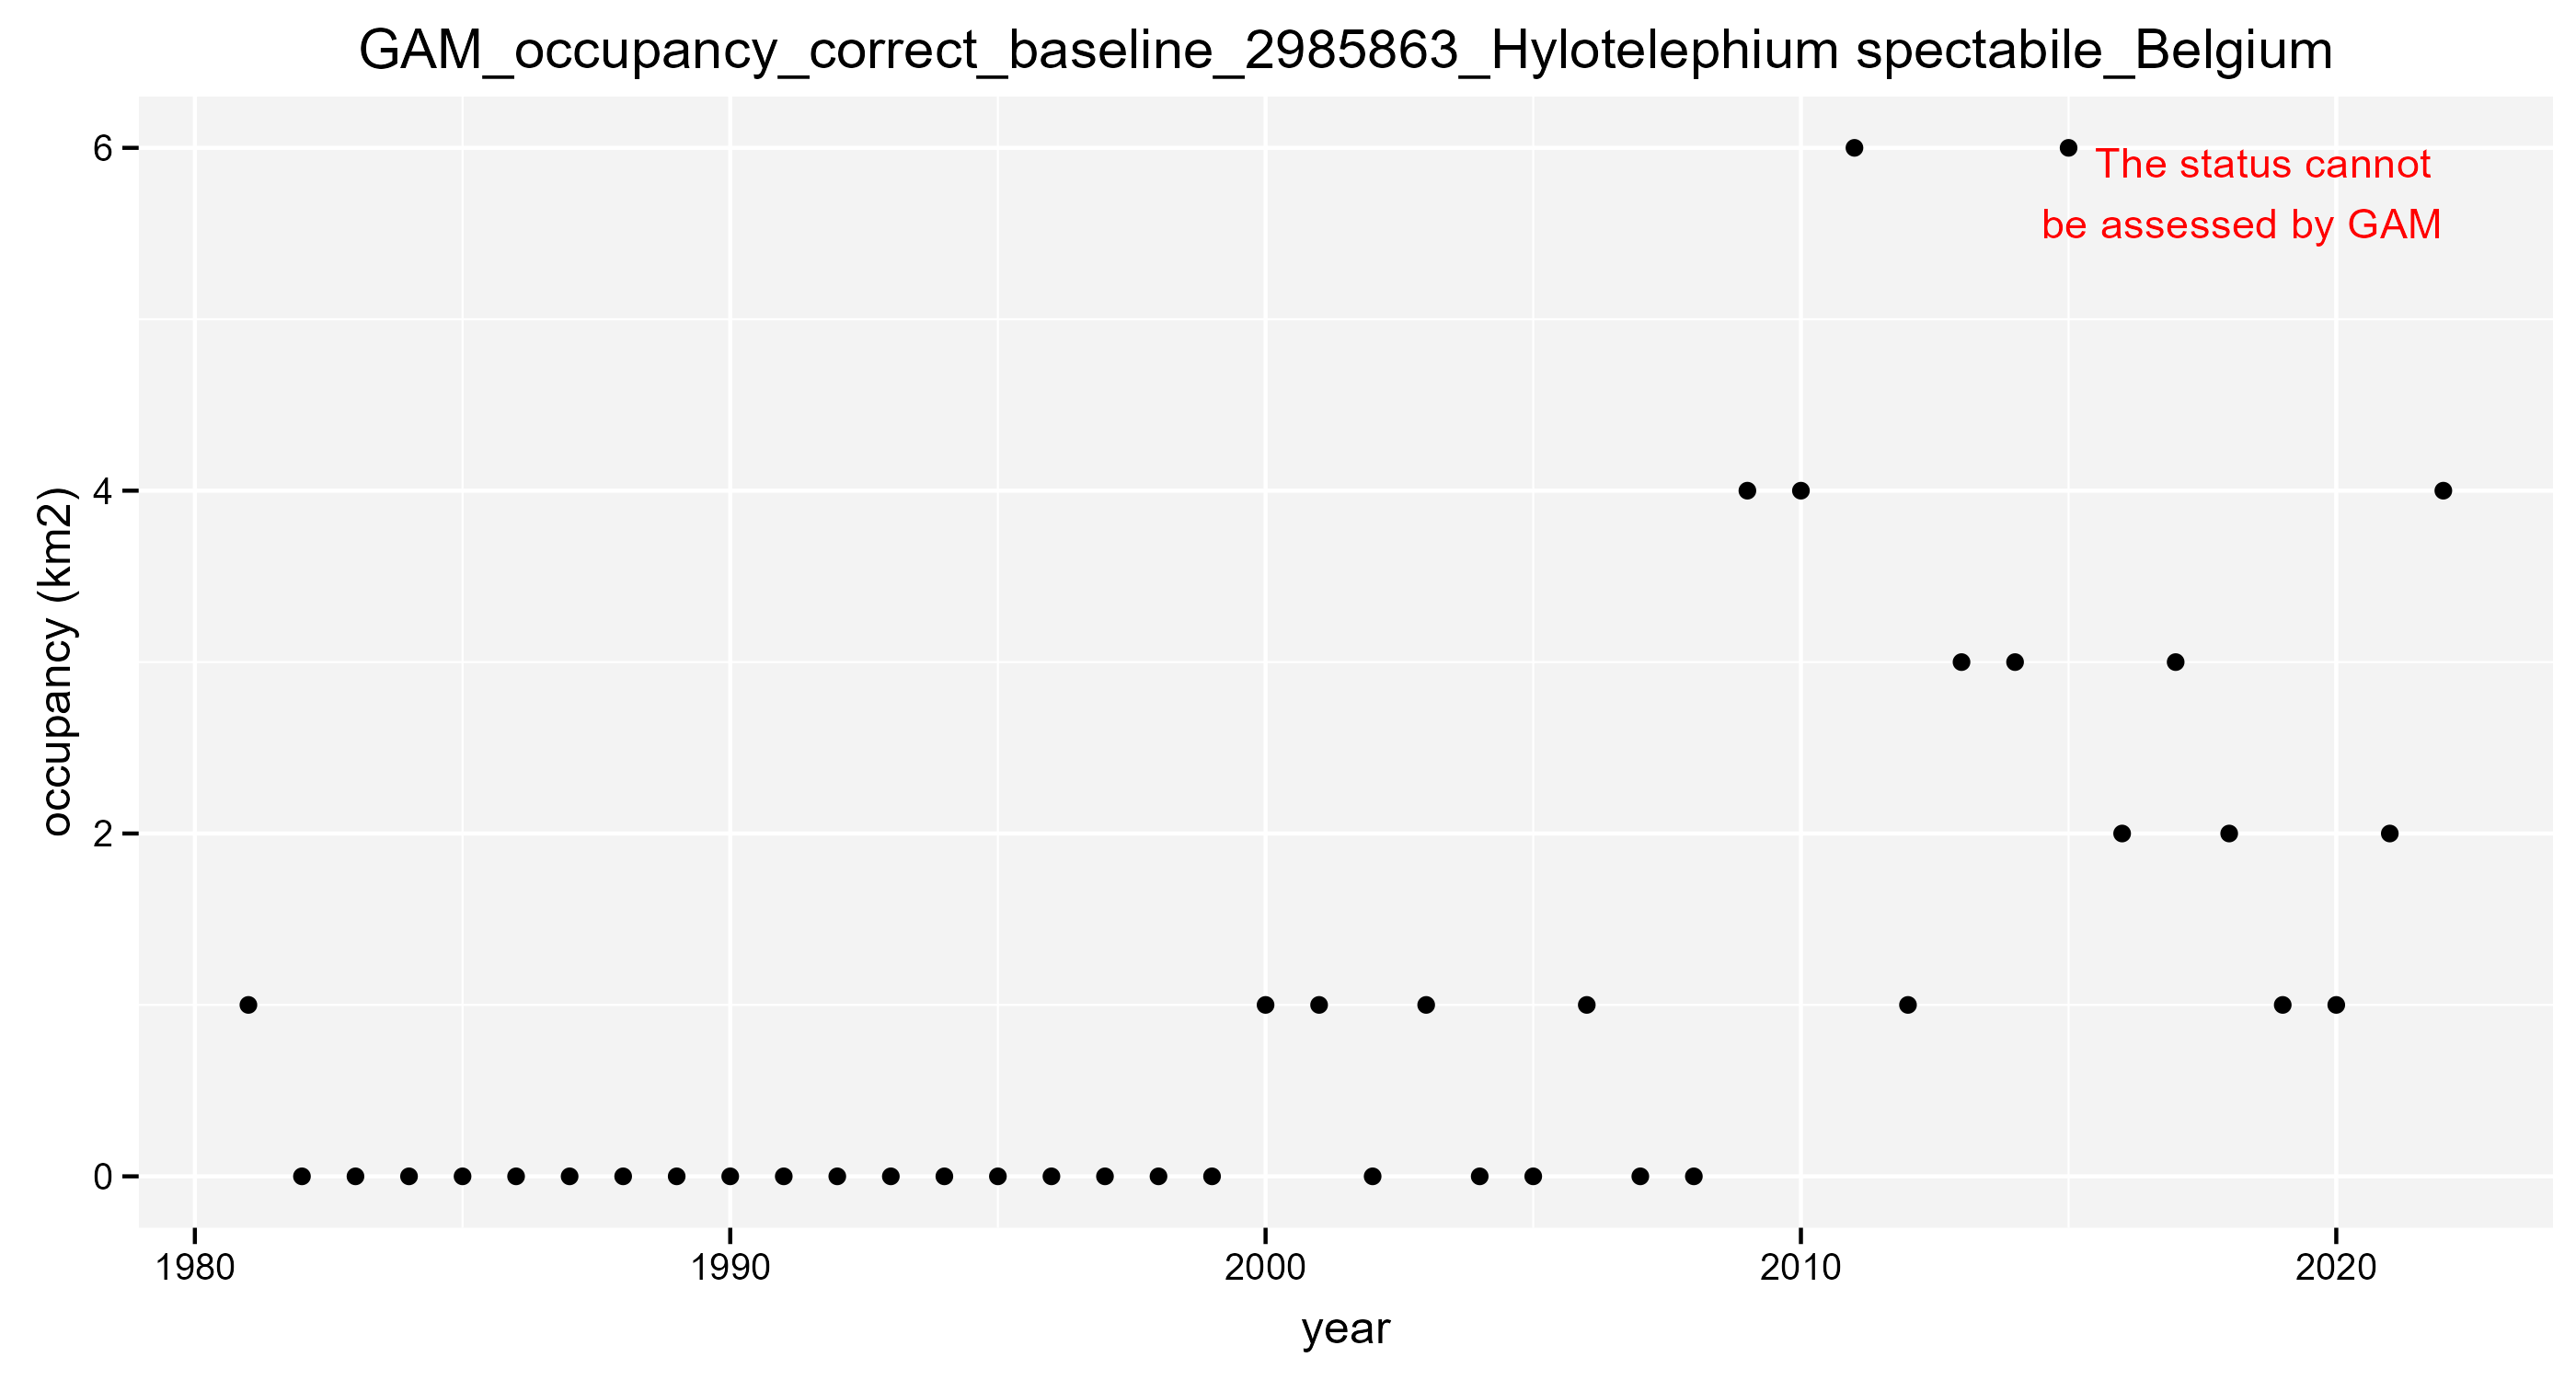 GAM_occupancy_correct_baseline_2985863_Hylotelephium spectabile_Belgium
The status cannot
be assessed by GAM
occupancy (km2)
6
4
2
0
1980 1990 2000 2010 2020
year